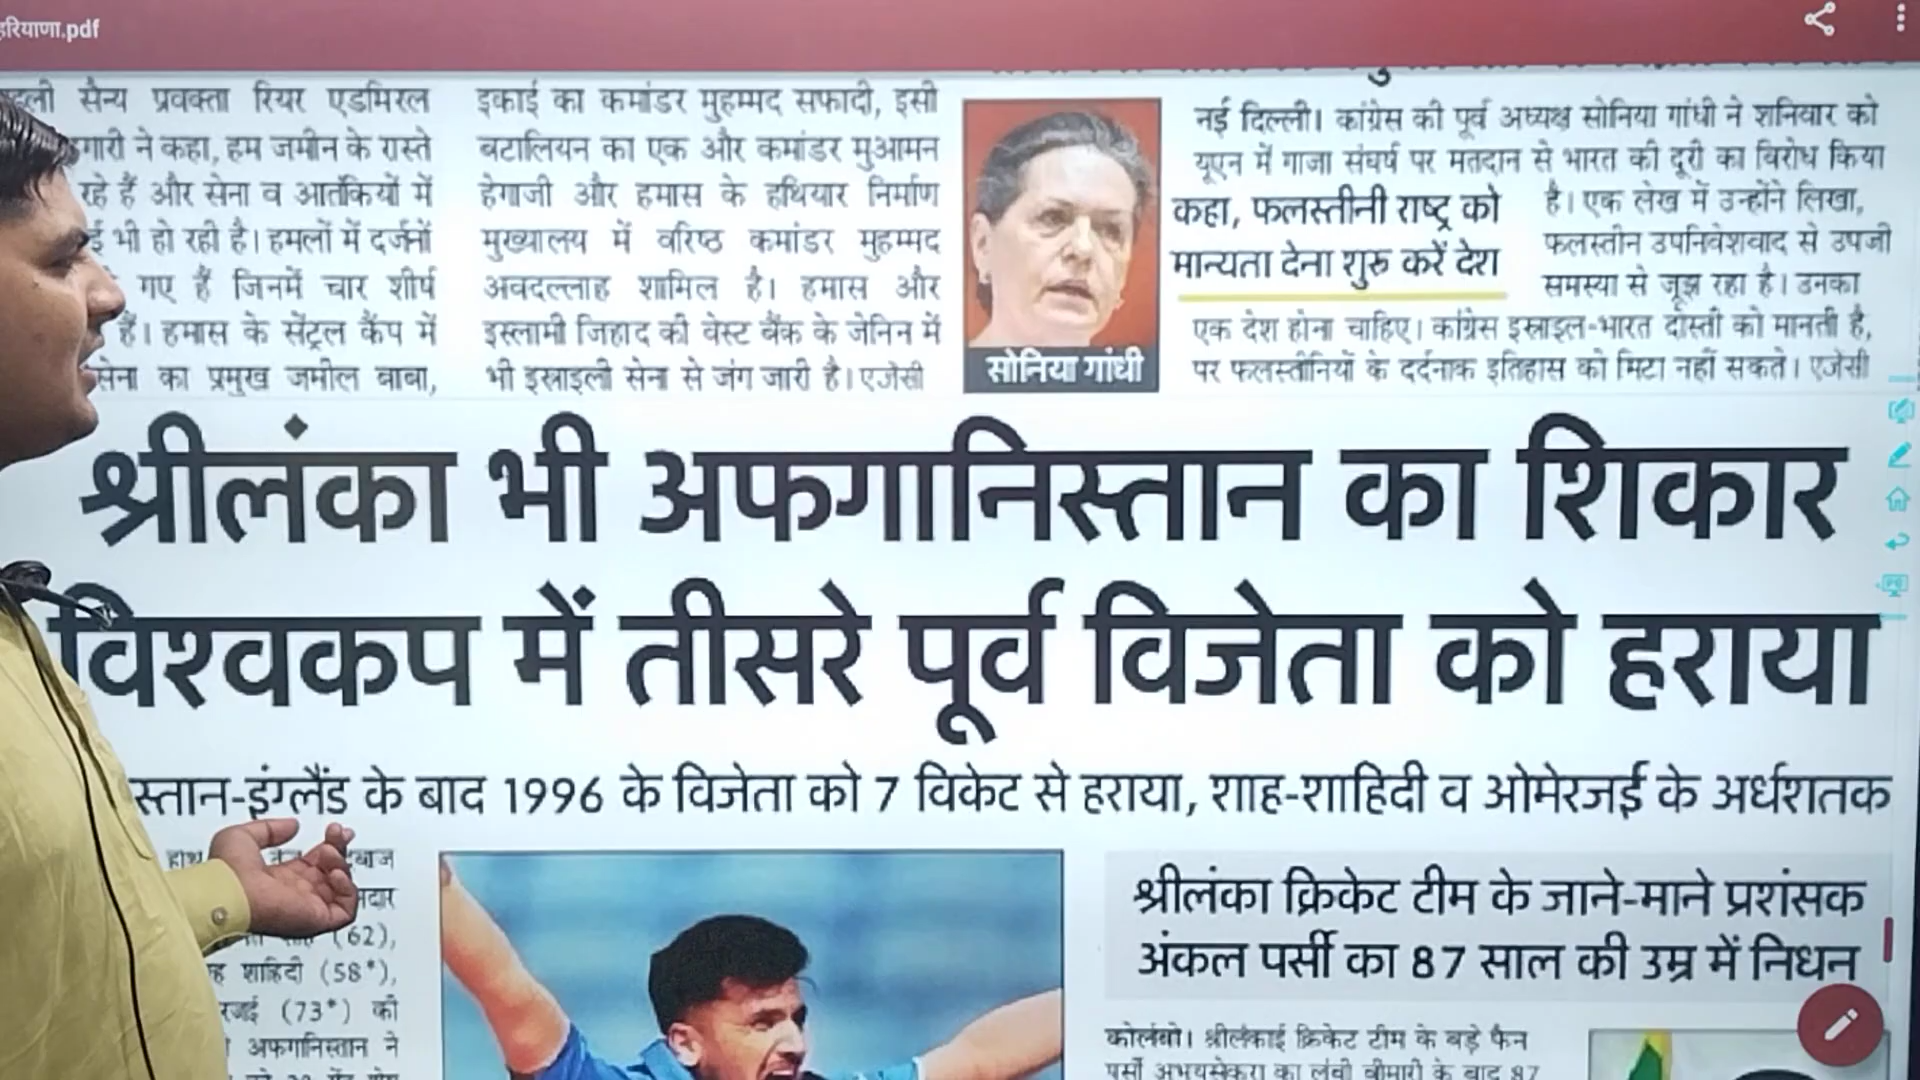 हरियाणा.pdf
सैन्य प्रवक्ता रियर एडमिरल
ने कहा, हम जमीन के रास्ते
रहे हैं और सेना व आतंकियों में
भी हो रही है। हमलों में दर्जनों
गए हैं जिनमें चार शीर्ष
हैं। हमास के सेंट्रल कैंप में
सेना का प्रमुख जमील बाबा,
इकाई का कमांडर मुहम्मद सफादी, इसी
बटालियन का एक और कमांडर मुआमन
हेगाजी और हमास के हथियार निर्माण
मुख्यालय में वरिष्ठ कमांडर मुहम्मद
अवदल्लाह शामिल है। हमास और
इस्लामी जिहाद की वेस्ट बैंक के जेनिन में
भी इस्राइली सेना से जंग जारी है। एजेंसी
सोनिया गांधी
नई दिल्ली। कांग्रेस की पूर्व अध्यक्ष सोनिया गांधी ने शनिवार को
यूएन में गाजा संघर्ष पर मतदान से भारत की दूरी का विरोध किया
कहा, फलस्तीनी राष्ट्र को
मान्यता देना शुरू करें देश
है। एक लेख में उन्होंने लिखा,
फलस्तीन उपनिवेशवाद से उपजी
समस्या से जूझ रहा है। उनका
एक देश होना चाहिए। कांग्रेस इस्राइल-भारत दोस्ती को मानती है,
पर फलस्तीनियों के दर्दनाक इतिहास को मिटा नहीं सकते। एजेंसी
श्रीलंका भी अफगानिस्तान का शिकार
विश्वकप में तीसरे पूर्व विजेता को हराया
स्तान-इंग्लैंड के बाद 1996 के विजेता को 7 विकेट से हराया, शाह-शाहिदी व ओमेरजई के अर्धशतक
(62),
शाहिदी (58*),
(73*) की
अफगानिस्तान ने
श्रीलंका क्रिकेट टीम के जाने-माने प्रशंसक
अंकल पर्सी का 87 साल की उम्र में निधन
कोलंबो। श्रीलंकाई क्रिकेट टीम के बड़े फैन
पर्सी अभयसेकरा का लंबी बीमारी के बाद 87